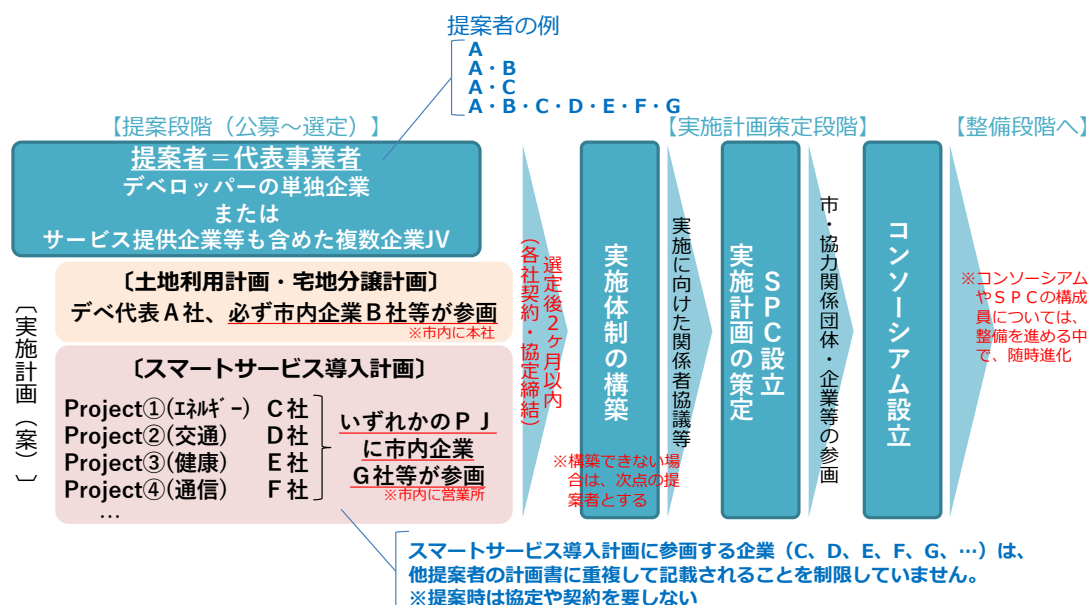 提案者の例
A
A・B
A・C
A・B・C・D・E・F・G
【提案段階（公募～選定）】
提案者＝代表事業者
デベロッパーの単独企業
または
サービス提供企業等も含めた複数企業JV
〔実施計画（案）〕
〔土地利用計画・宅地分譲計画〕
デベ代表A社、必ず市内企業B社等が参画
※市内に本社
〔スマートサービス導入計画〕
Project①(ｴﾈﾙｷﾞｰ) C社
Project②(交通) D社
Project③(健康) E社
Project④(通信) F社
…
いずれかのPJ
に市内企業
G社等が参画
※市内に営業所
選定後２ヶ月以内
（各社契約・協定締結）
実施体制の構築
※構築できない場
合は、次点の提
案者とする
【実施計画策定段階】
実施に向けた関係者協議等
SPC設立
実施計画の策定
市・協力関係団体・企業等の参画
コンソーシアム設立
【整備段階へ】
※コンソーシアム
やＳＰＣの構成
員については、
整備を進める中
で、随時進化
スマートサービス導入計画に参画する企業（C、D、E、F、G、…）は、
他提案者の計画書に重複して記載されることを制限していません。
※提案時は協定や契約を要しない